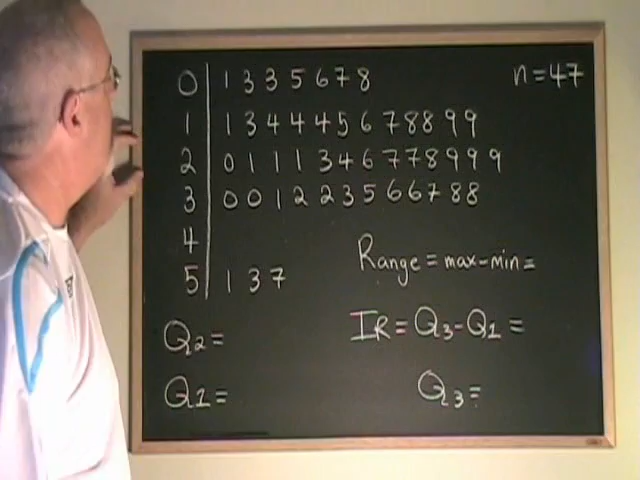 0 | 1 3 3 5 6 7 8 n = 47
1 | 1 3 4 4 4 5 6 7 8 8 9 9
2 | 0 1 1 1 3 4 6 7 7 8 9 9 9
3 | 0 0 1 2 2 3 5 6 6 7 8 8
4 |
5 | 1 3 7
Range = max - min =
Q2 = IR = Q3 - Q1 =
Q1 = Q3 =